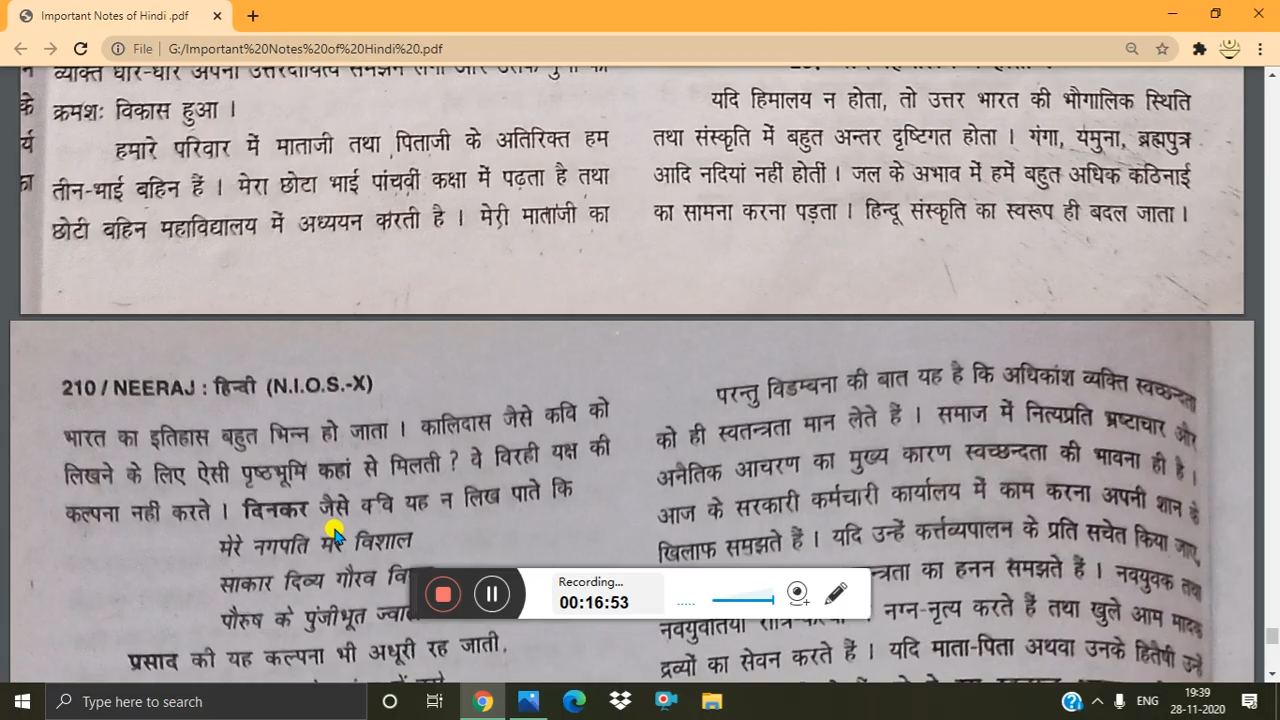 Important Notes of Hindi .pdf
File G:/Important%20Notes%20of%20Hindi%20.pdf
व्यक्ति धीरे-धीरे अपना उत्तरदायित्व समझने लगा और
के
क्रमशः विकास हुआ ।
र्य
हमारे परिवार में माताजी तथा पिताजी के अतिरिक्त हम
तीन-भाई बहिन हैं । मेरा छोटा भाई पांचवीं कक्षा में पढ़ता है तथा
छोटी बहिन महाविद्यालय में अध्ययन करती है । मेरी माताजी का
यदि हिमालय न होता, तो उत्तर भारत की भौगालिक स्थिति
तथा संस्कृति में बहुत अन्तर दृष्टिगत होता । गंगा, यमुना, ब्रह्मपुत्र
आदि नदियां नहीं होतीं । जल के अभाव में हमें बहुत अधिक कठिनाई
का सामना करना पड़ता । हिन्दू संस्कृति का स्वरूप ही बदल जाता ।
210 / NEERAJ : हिन्दी (N.I.O.S.-X)
भारत का इतिहास बहुत भिन्न हो जाता । कालिदास जैसे कवि को
लिखने के लिए ऐसी पृष्ठभूमि कहां से मिलती ? वे विरही यक्ष की
कल्पना नही करते । दिनकर जैसे कवि यह न लिख पाते कि
मेरे नगपति मेरे विशाल
साकार दिव्य गौरव
पौरुष के पुंजीभूत
प्रसाद की यह कल्पना भी अधूरी रह जाती,
परन्तु विडम्बना की बात यह है कि अधिकांश व्यक्ति स्वच्छन्दता
को ही स्वतन्त्रता मान लेते हैं । समाज में नित्यप्रति भ्रष्टाचार और
अनैतिक आचरण का मुख्य कारण स्वच्छन्दता की भावना ही है ।
आज के सरकारी कर्मचारी कार्यालय में काम करना अपनी शान के
खिलाफ समझते हैं । यदि उन्हें कर्त्तव्यपालन के प्रति सचेत किया जाए,
न्त्रता का हनन समझते हैं । नवयुवक तथा
नग्न-नृत्य करते हैं तथा खुले आम मादक
द्रव्यों का सेवन करते हैं । यदि माता-पिता अथवा उनके हितैषी उन्हें
Recording...
00:16:53
Type here to search
ENG
19:39
28-11-2020